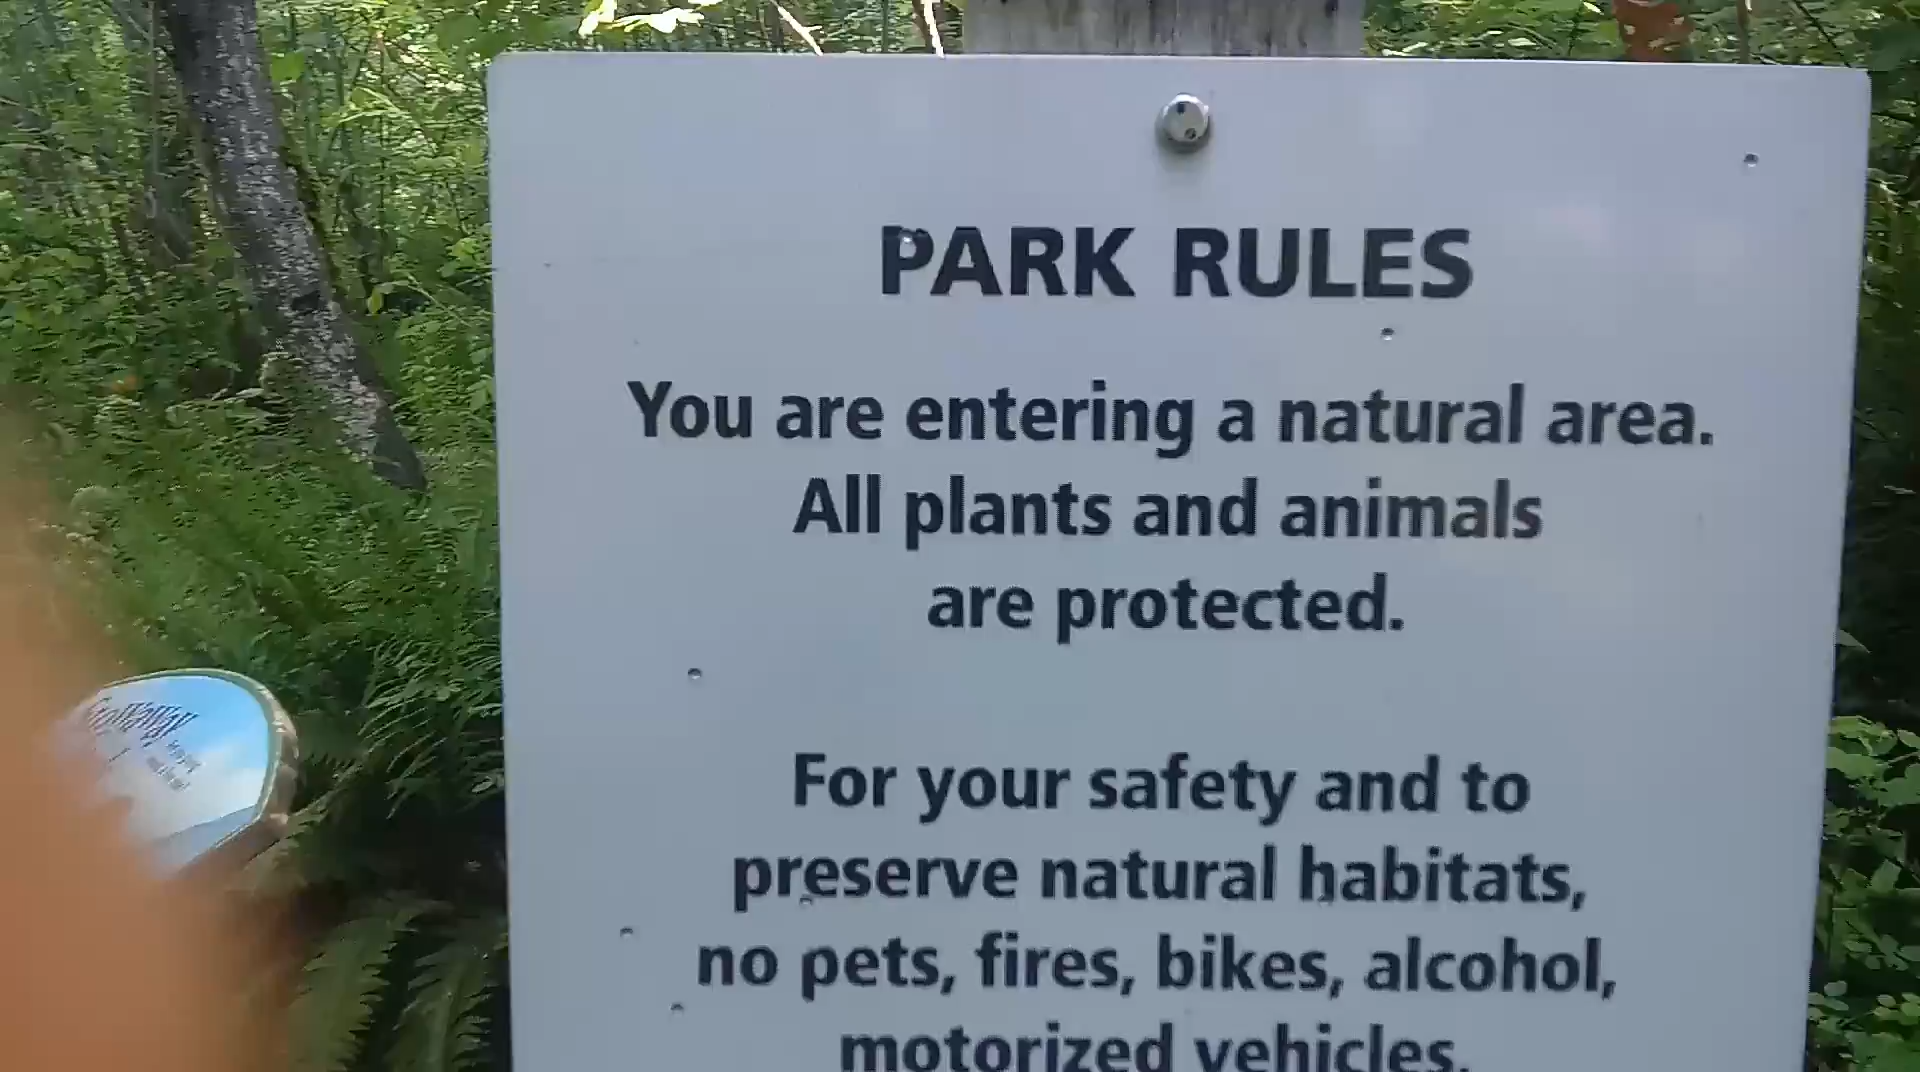 PARK RULES
You are entering a natural area.
All plants and animals
are protected.
For your safety and to
preserve natural habitats,
no pets, fires, bikes, alcohol,
motorized vehicles,